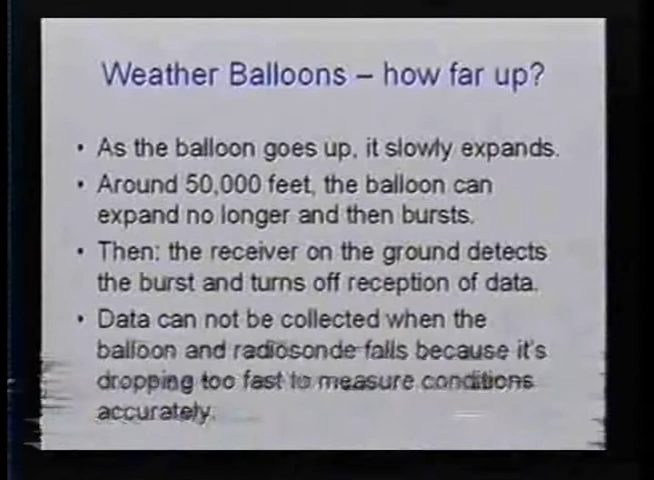 Weather Balloons – how far up?
• As the balloon goes up, it slowly expands.
• Around 50,000 feet, the balloon can
expand no longer and then bursts.
• Then: the receiver on the ground detects
the burst and turns off reception of data.
• Data can not be collected when the
balloon and radiosonde falls because it's
dropping too fast to measure conditions
accurately.